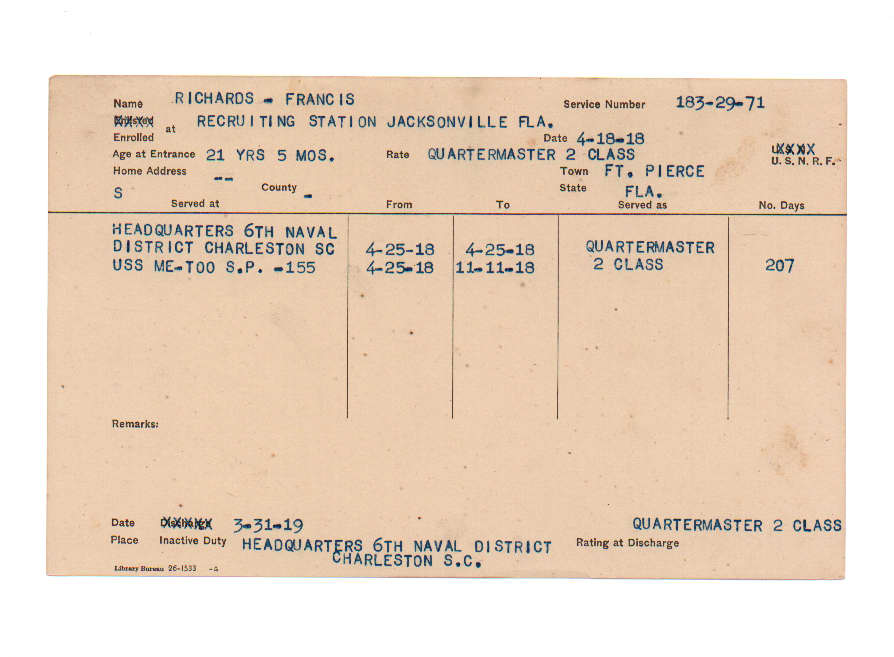 Name RICHARDS - FRANCIS Service Number 183-29-71
Enlisted
Enrolled at RECRUITING STATION JACKSONVILLE FLA. Date 4-18-18
Age at Entrance 21 YRS 5 MOS. Rate QUARTERMASTER 2 CLASS U.S.N.R.F.
Home Address -- Town FT. PIERCE
S County - State FLA.
Served at From To Served as No. Days
HEADQUARTERS 6TH NAVAL
DISTRICT CHARLESTON SC 4-25-18 4-25-18 QUARTERMASTER
USS ME-TOO S.P. -155 4-25-18 11-11-18 2 CLASS 207
Remarks:
Date Discharge 3-31-19 QUARTERMASTER 2 CLASS
Place Inactive Duty HEADQUARTERS 6TH NAVAL DISTRICT Rating at Discharge
CHARLESTON S.C.
Library Bureau 26-1533